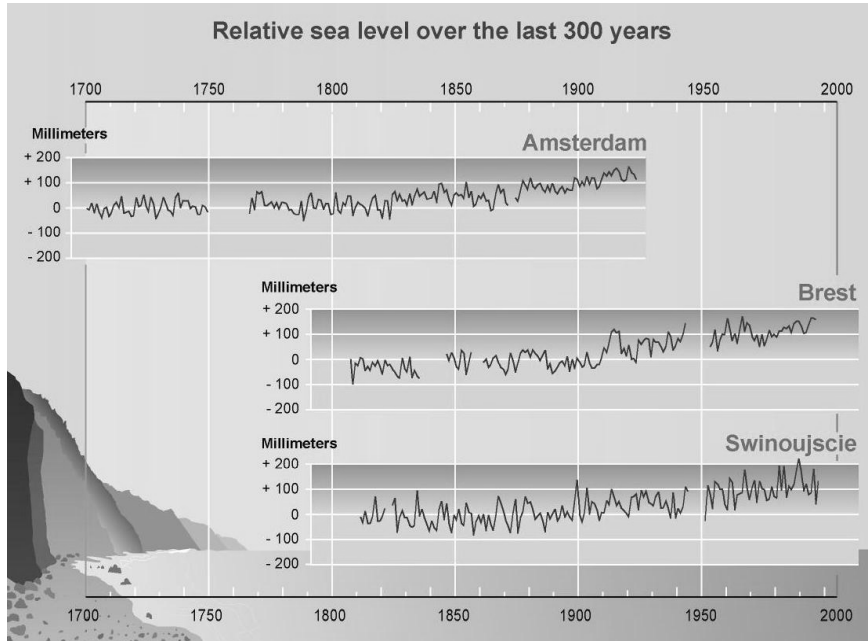 Relative sea level over the last 300 years
1700 1750 1800 1850 1900 1950 2000
Millimeters
Amsterdam
+ 200
+ 100
0
- 100
- 200
Millimeters
Brest
+ 200
+ 100
0
- 100
- 200
Millimeters
Swinoujscie
+ 200
+ 100
0
- 100
- 200
1700 1750 1800 1850 1900 1950 2000